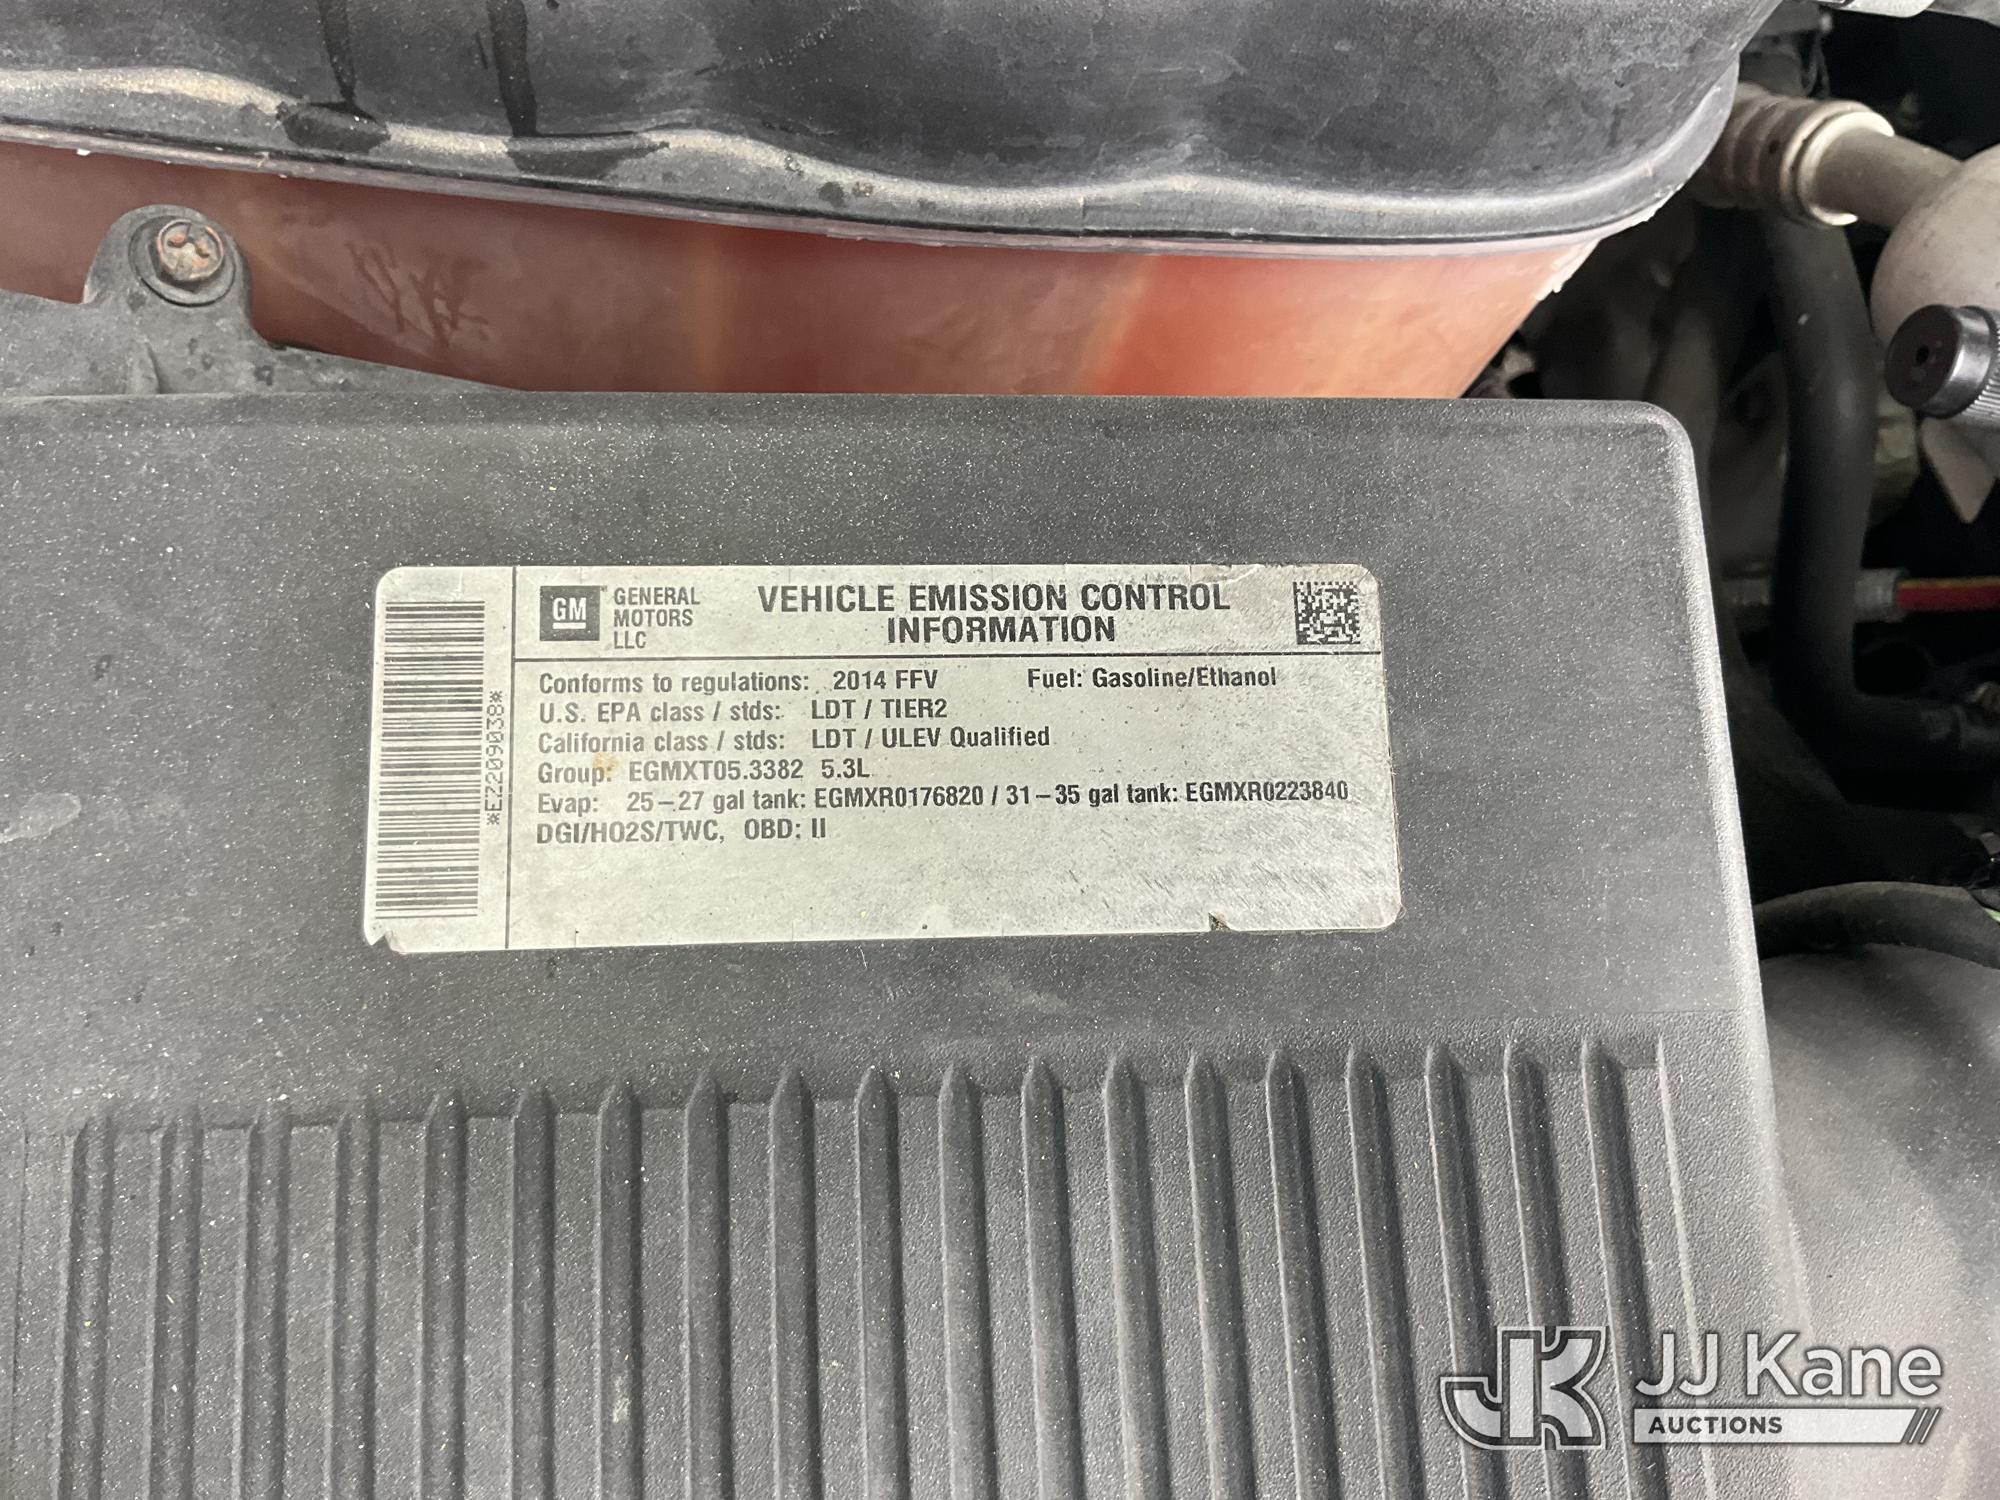 GM
GENERAL
MOTORS
LLC
VEHICLE EMISSION CONTROL
INFORMATION
Conforms to regulations: 2014 FFV Fuel: Gasoline/Ethanol
U.S. EPA class / stds: LDT / TIER2
California class / stds: LDT / ULEV Qualified
Group: EGMXT05.3382 5.3L
Evap: 25-27 gal tank: EGMXR0176820 / 31-35 gal tank: EGMXR0223840
DGI/HO2S/TWC, OBD: II
*E2209038*
JK JJ Kane
AUCTIONS